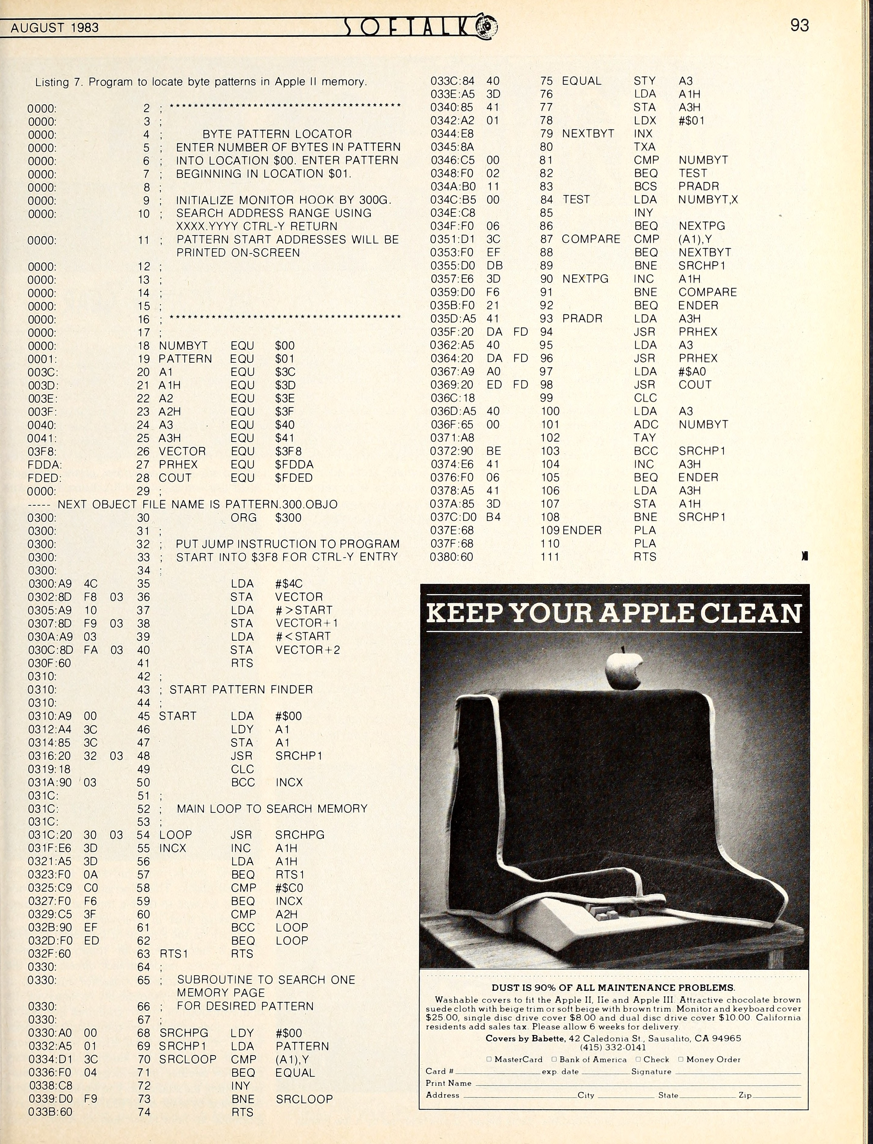 AUGUST 1983
SOFTALK
93
Listing 7. Program to locate byte patterns in Apple II memory.
0000: 2 ; ***************************************
0000: 3 ;
0000: 4 ; BYTE PATTERN LOCATOR
0000: 5 ; ENTER NUMBER OF BYTES IN PATTERN
0000: 6 ; INTO LOCATION $00. ENTER PATTERN
0000: 7 ; BEGINNING IN LOCATION $01.
0000: 8 ;
0000: 9 ; INITIALIZE MONITOR HOOK BY 300G.
0000: 10 ; SEARCH ADDRESS RANGE USING
XXXX.YYYY CTRL-Y RETURN
0000: 11 ; PATTERN START ADDRESSES WILL BE
PRINTED ON-SCREEN
0000: 12 ;
0000: 13 ;
0000: 14 ;
0000: 15 ;
0000: 16 ; ***************************************
0000: 17 ;
0000: 18 NUMBYT EQU $00
0001: 19 PATTERN EQU $01
003C: 20 A1 EQU $3C
003D: 21 A1H EQU $3D
003E: 22 A2 EQU $3E
003F: 23 A2H EQU $3F
0040: 24 A3 EQU $40
0041: 25 A3H EQU $41
03F8: 26 VECTOR EQU $3F8
FDDA: 27 PRHEX EQU $FDDA
FDED: 28 COUT EQU $FDED
0000: 29 ;
----- NEXT OBJECT FILE NAME IS PATTERN.300.OBJO
0300: 30 ORG $300
0300: 31 ;
0300: 32 ; PUT JUMP INSTRUCTION TO PROGRAM
0300: 33 ; START INTO $3F8 FOR CTRL-Y ENTRY
0300: 34 ;
0300:A9 4C 35 LDA #$4C
0302:8D F8 03 36 STA VECTOR
0305:A9 10 37 LDA #>START
0307:8D F9 03 38 STA VECTOR+1
030A:A9 03 39 LDA #<START
030C:8D FA 03 40 STA VECTOR+2
030F:60 41 RTS
0310: 42 ;
0310: 43 ; START PATTERN FINDER
0310: 44 ;
0310:A9 00 45 START LDA #$00
0312:A4 3C 46 LDY A1
0314:85 3C 47 STA A1
0316:20 32 03 48 JSR SRCHP1
0319:18 49 CLC
031A:90 03 50 BCC INCX
031C: 51 ;
031C: 52 ; MAIN LOOP TO SEARCH MEMORY
031C: 53 ;
031C:20 30 03 54 LOOP JSR SRCHPG
031F:E6 3D 55 INCX INC A1H
0321:A5 3D 56 LDA A1H
0323:F0 0A 57 BEQ RTS1
0325:C9 C0 58 CMP #$C0
0327:F0 F6 59 BEQ INCX
0329:C5 3F 60 CMP A2H
032B:90 EF 61 BCC LOOP
032D:F0 ED 62 BEQ LOOP
032F:60 63 RTS1 RTS
0330: 64 ;
0330: 65 ; SUBROUTINE TO SEARCH ONE
MEMORY PAGE
0330: 66 ; FOR DESIRED PATTERN
0330: 67 ;
0330:A0 00 68 SRCHPG LDY #$00
0332:A5 01 69 SRCHP1 LDA PATTERN
0334:D1 3C 70 SRCLOOP CMP (A1),Y
0336:F0 04 71 BEQ EQUAL
0338:C8 72 INY
0339:D0 F9 73 BNE SRCLOOP
033B:60 74 RTS
033C:84 40 75 EQUAL STY A3
033E:A5 3D 76 LDA A1H
0340:85 41 77 STA A3H
0342:A2 01 78 LDX #$01
0344:E8 79 NEXTBYT INX
0345:8A 80 TXA
0346:C5 00 81 CMP NUMBYT
0348:F0 02 82 BEQ TEST
034A:B0 11 83 BCS PRADR
034C:B5 00 84 TEST LDA NUMBYT,X
034E:C8 85 INY
034F:F0 06 86 BEQ NEXTPG
0351:D1 3C 87 COMPARE CMP (A1),Y
0353:F0 EF 88 BEQ NEXTBYT
0355:D0 DB 89 BNE SRCHP1
0357:E6 3D 90 NEXTPG INC A1H
0359:D0 F6 91 BNE COMPARE
035B:F0 21 92 BEQ ENDER
035D:A5 41 93 PRADR LDA A3H
035F:20 DA FD 94 JSR PRHEX
0362:A5 40 95 LDA A3
0364:20 DA FD 96 JSR PRHEX
0367:A9 A0 97 LDA #$A0
0369:20 ED FD 98 JSR COUT
036C:18 99 CLC
036D:A5 40 100 LDA A3
036F:65 00 101 ADC NUMBYT
0371:A8 102 TAY
0372:90 BE 103 BCC SRCHP1
0374:E6 41 104 INC A3H
0376:F0 06 105 BEQ ENDER
0378:A5 41 106 LDA A3H
037A:85 3D 107 STA A1H
037C:D0 B4 108 BNE SRCHP1
037E:68 109 ENDER PLA
037F:68 110 PLA
0380:60 111 RTS
KEEP YOUR APPLE CLEAN
DUST IS 90% OF ALL MAINTENANCE PROBLEMS.
Washable covers to fit the Apple II, IIe and Apple III. Attractive chocolate brown
suede cloth with beige trim or soft beige with brown trim. Monitor and keyboard cover
$25.00, single disc drive cover $8.00 and dual disc drive cover $10.00. California
residents add sales tax. Please allow 6 weeks for delivery
Covers by Babette, 42 Caledonia St., Sausalito, CA 94965
(415) 332-0141
□ MasterCard □ Bank of America □ Check □ Money Order
Card # exp. date Signature
Print Name
Address City State Zip